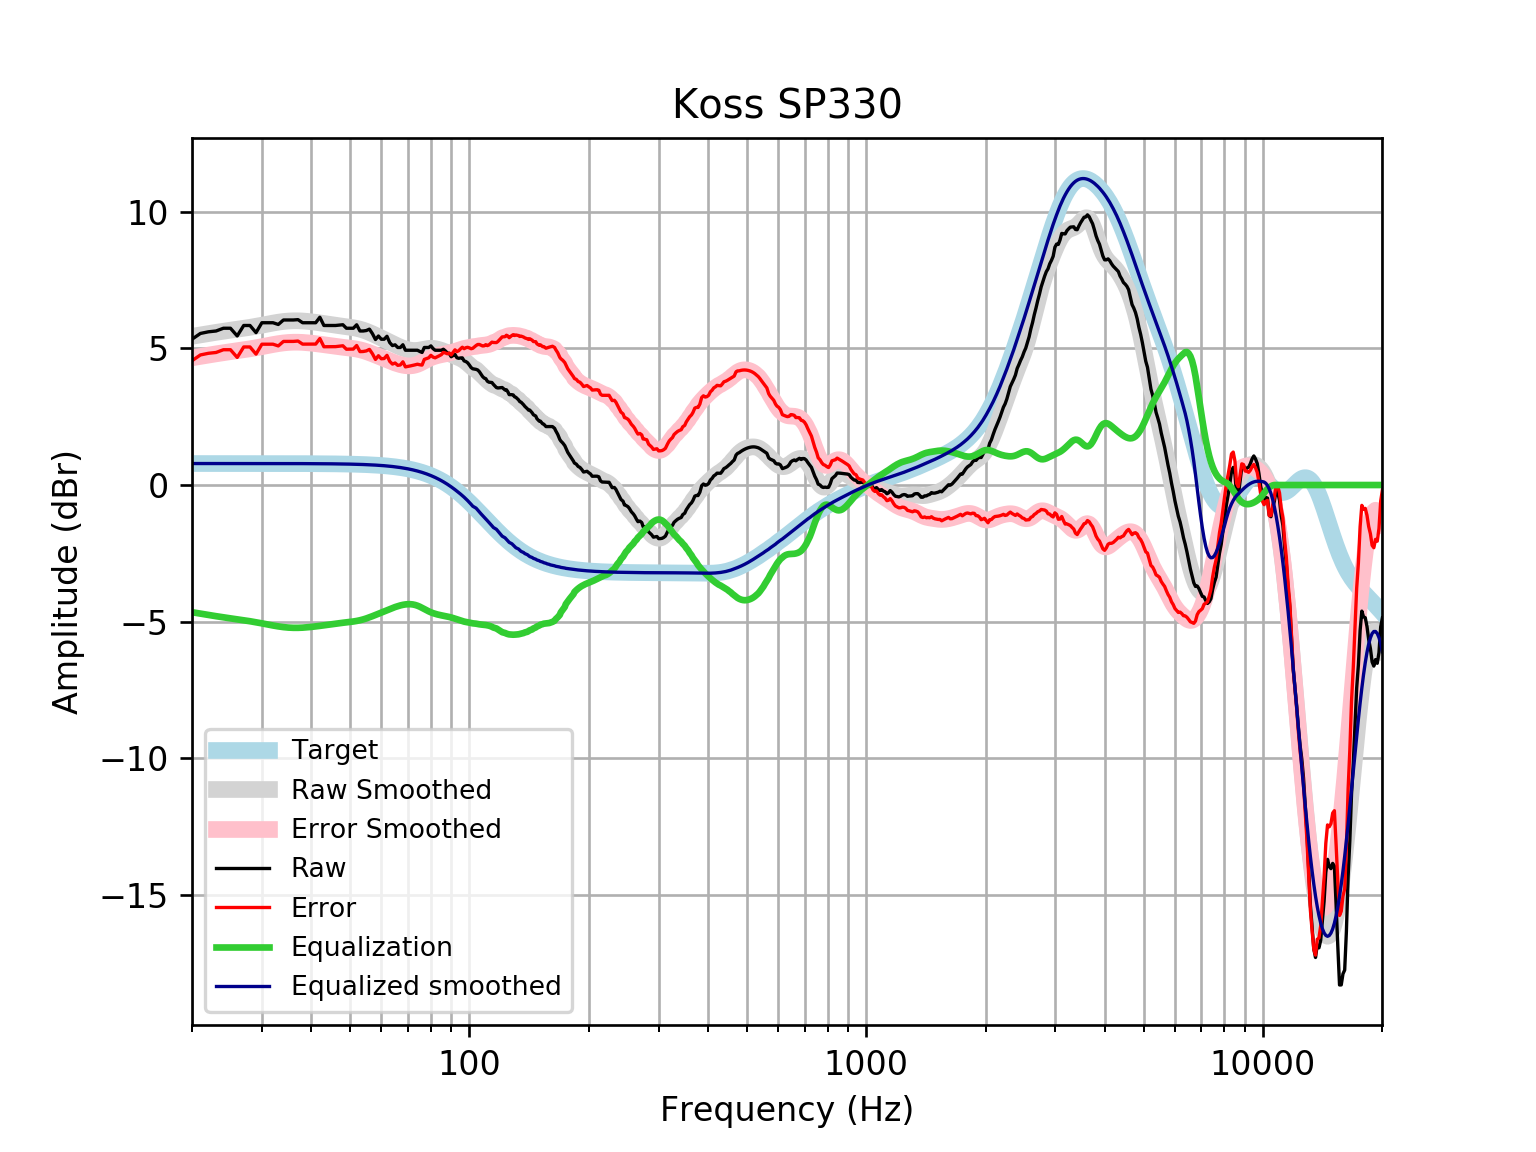 Koss SP330
10
5
0
−5
−10
−15
Amplitude (dBr)
Target
Raw Smoothed
Error Smoothed
Raw
Error
Equalization
Equalized smoothed
100 1000 10000
Frequency (Hz)